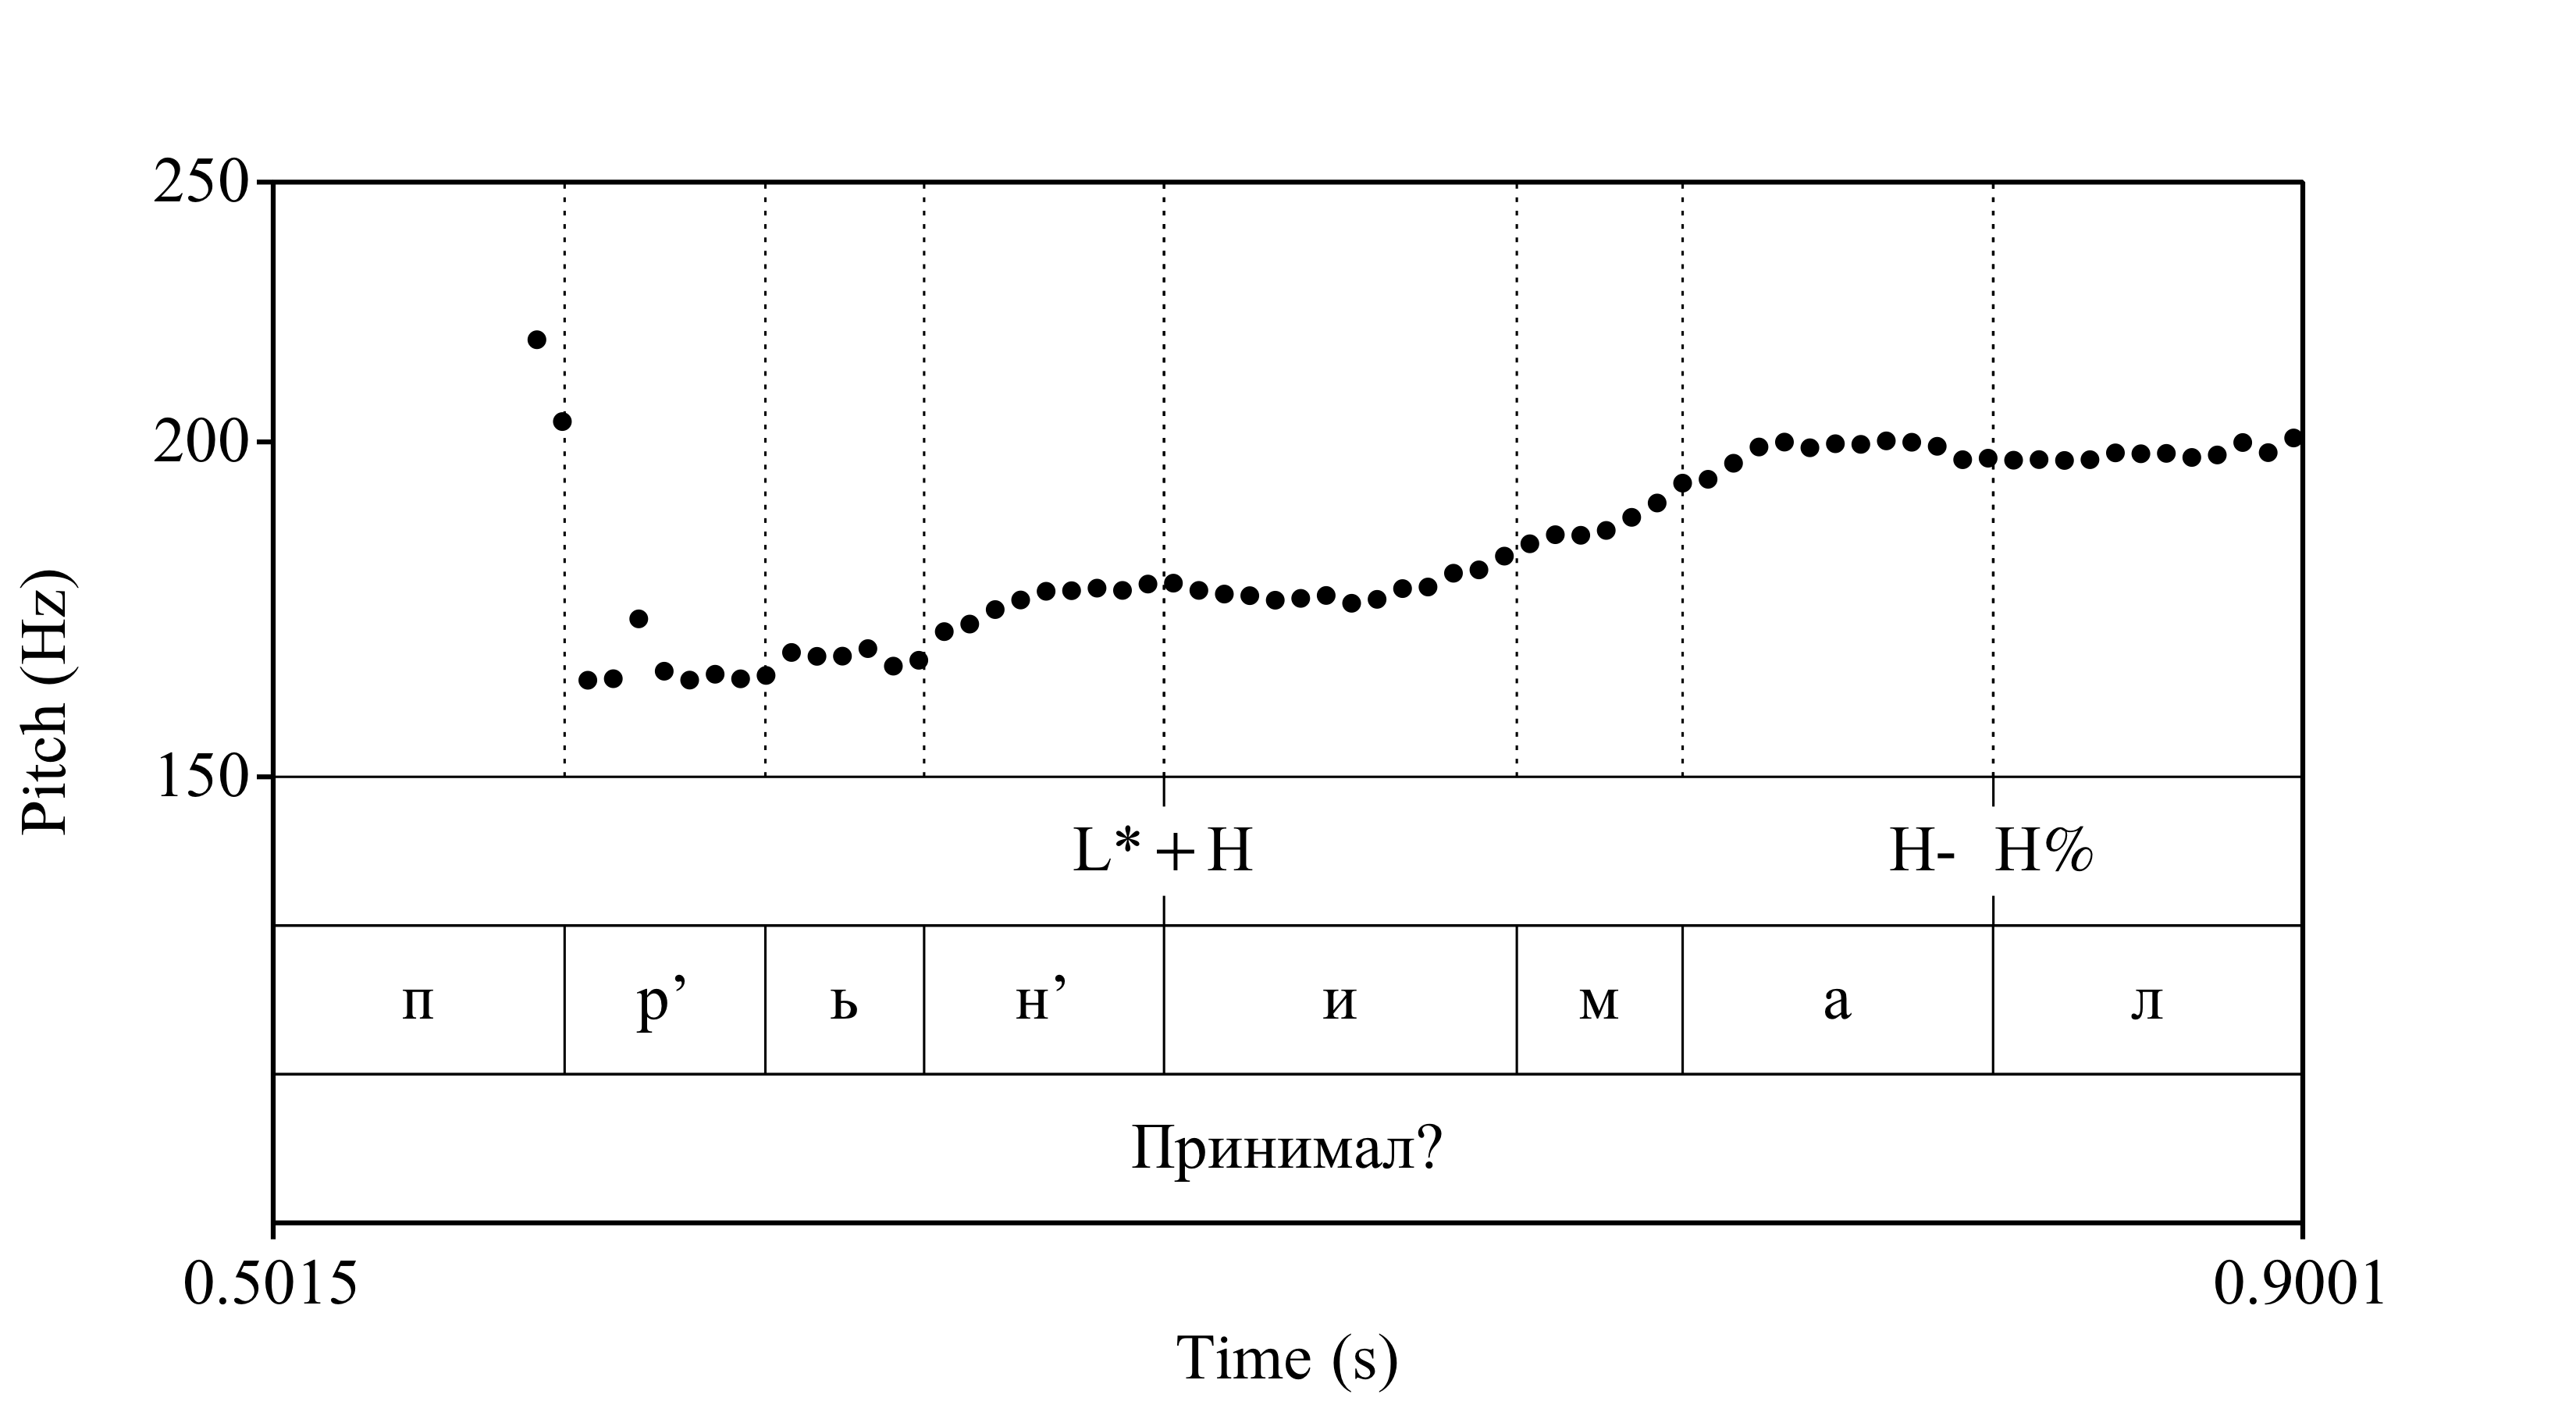 250
200
150
Pitch (Hz)
L*+H H- H%
п р’ ь н’ и м а л
Принимал?
0.5015 0.9001
Time (s)